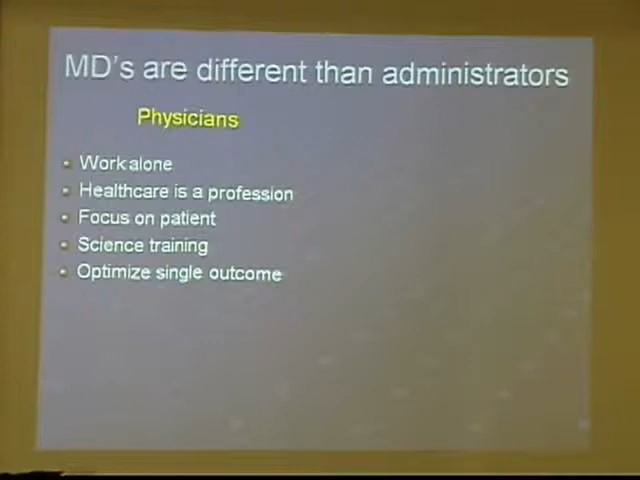 MD's are different than administrators
Physicians
Work alone
Healthcare is a profession
Focus on patient
Science training
Optimize single outcome